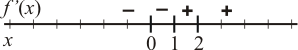 f'(x) − − + +
x 0 1 2